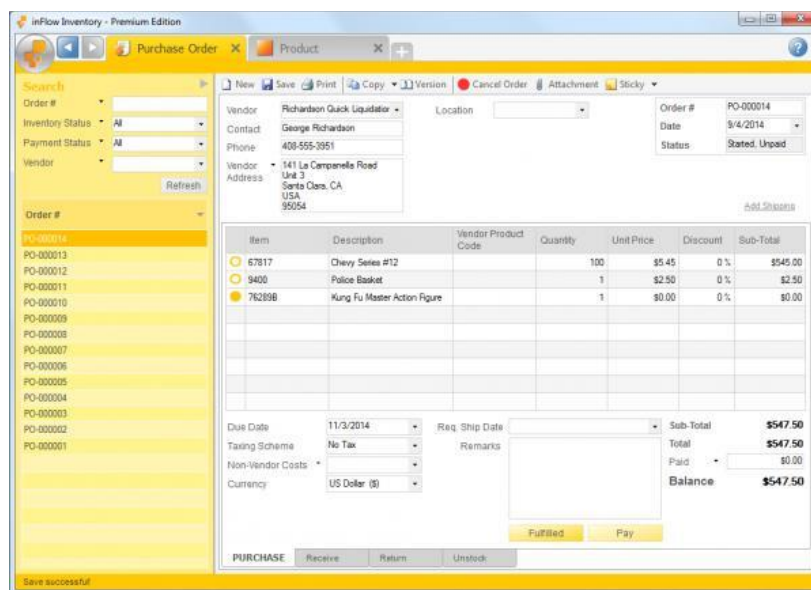 inFlow Inventory - Premium Edition
Purchase Order
Product
Search
Order #
Inventory Status All
Payment Status All
Vendor
Refresh
Order #
PO-000014
PO-000013
PO-000012
PO-000011
PO-000010
PO-000009
PO-000008
PO-000007
PO-000006
PO-000005
PO-000004
PO-000003
PO-000002
PO-000001
New Save Print Copy Version Cancel Order Attachment Sticky
Vendor Richardson Quick Liquidatior Location Order # PO-000014
Contact George Richardson Date 9/4/2014
Phone 408-555-3951 Status Started, Unpaid
Vendor Address
141 La Campanella Road
Unit 3
Santa Clara, CA
USA
95054
Add Shipping
Item Description Vendor Product Code Quantity Unit Price Discount Sub-Total
67817 Chevy Series #12 100 $5.45 0 % $545.00
9400 Police Basket 1 $2.50 0 % $2.50
76289B Kung Fu Master Action Figure 1 $0.00 0 % $0.00
Due Date 11/3/2014 Req. Ship Date Sub-Total $547.50
Taxing Scheme No Tax Remarks Total $547.50
Non-Vendor Costs Paid $0.00
Currency US Dollar ($) Balance $547.50
Fulfilled Pay
PURCHASE Receive Return Unstock
Save successful